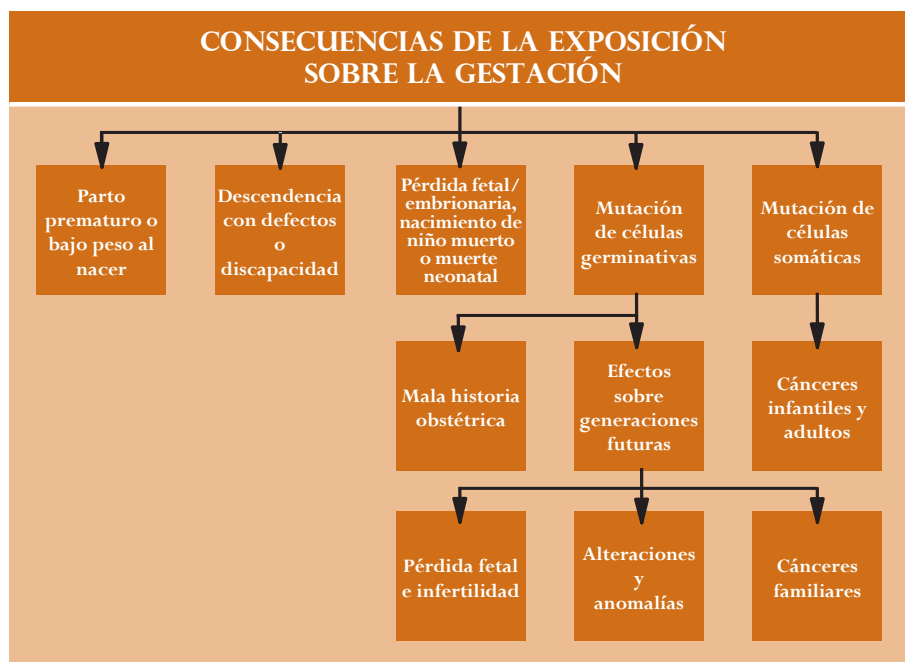 CONSECUENCIAS DE LA EXPOSICIÓN
SOBRE LA GESTACIÓN
Parto
prematuro o
bajo peso al
nacer
Descendencia
con defectos
o
discapacidad
Pérdida fetal/
embrionaria,
nacimiento de
niño muerto
o muerte
neonatal
Mutación
de células
germinativas
Mutación de
células
somáticas
Mala historia
obstétrica
Efectos
sobre
generaciones
futuras
Cánceres
infantiles y
adultos
Pérdida fetal
e infertilidad
Alteraciones
y
anomalías
Cánceres
familiares